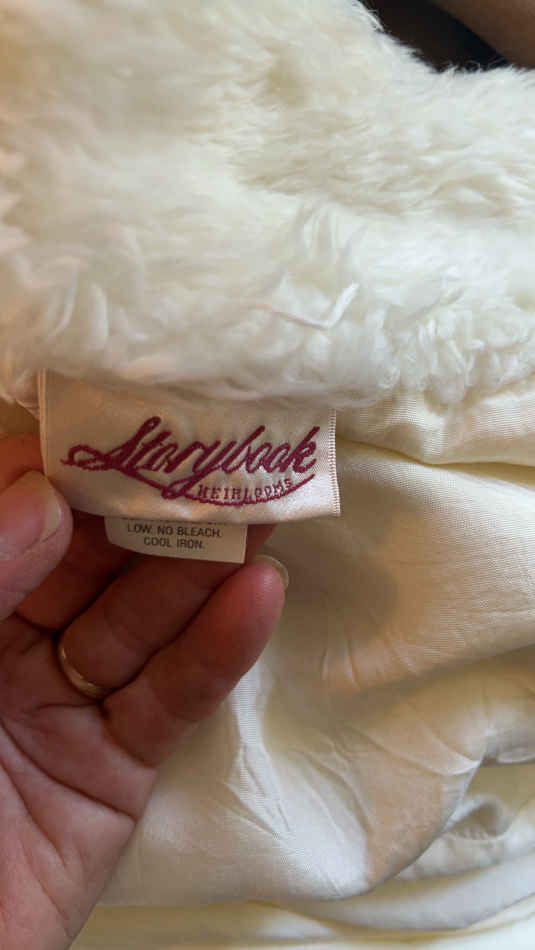 Storybook
HEIRLOOMS
LOW. NO BLEACH.
COOL IRON.